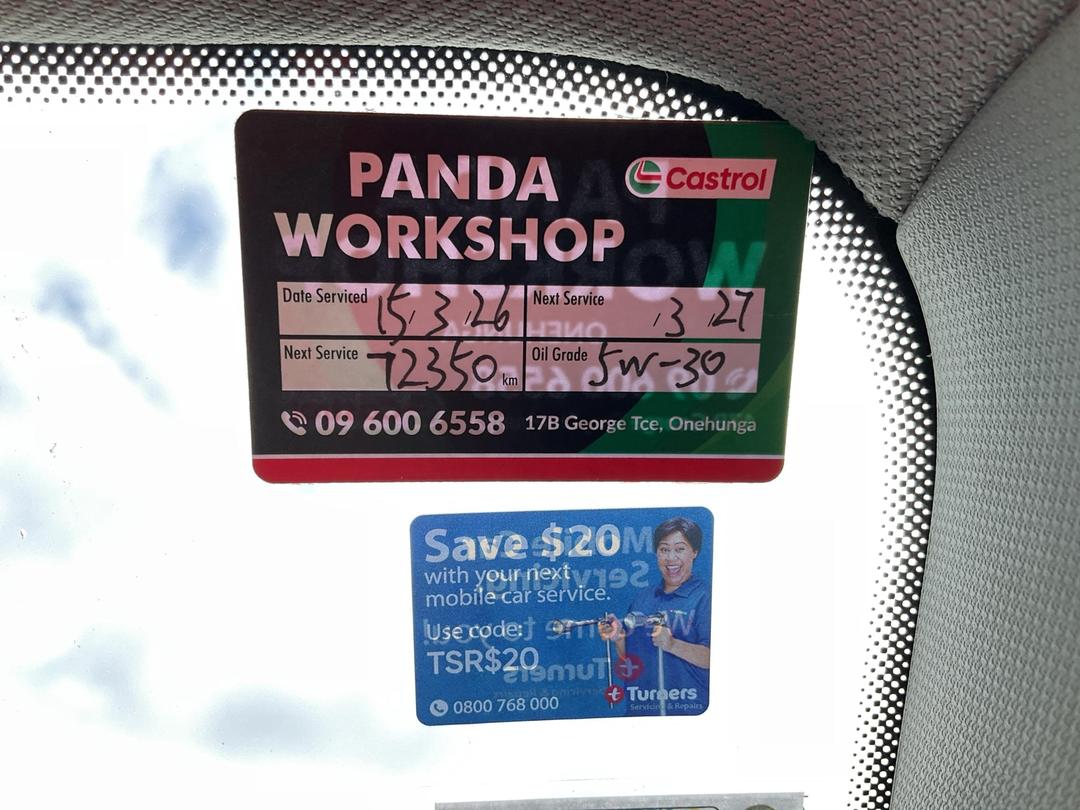 PANDA
WORKSHOP
Castrol
Date Serviced 15.3.26
Next Service .3.27
Next Service 72350 km
Oil Grade 5W-30
09 600 6558 17B George Tce, Onehunga
Save $20
with your next
mobile car service.
Use code:
TSR$20
0800 768 000
Turners
Servicing & Repairs